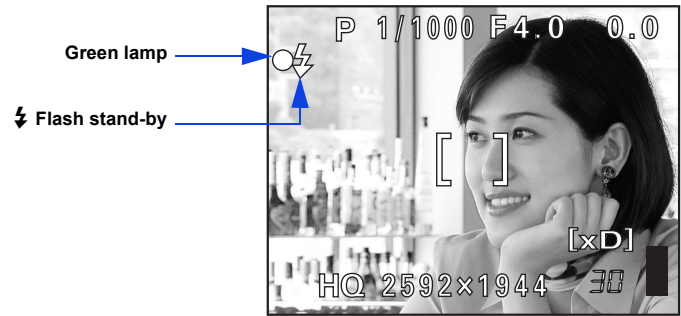 P 1/1000 F4.0 0.0
Green lamp
Flash stand-by
[xD]
HQ 2592×1944 30